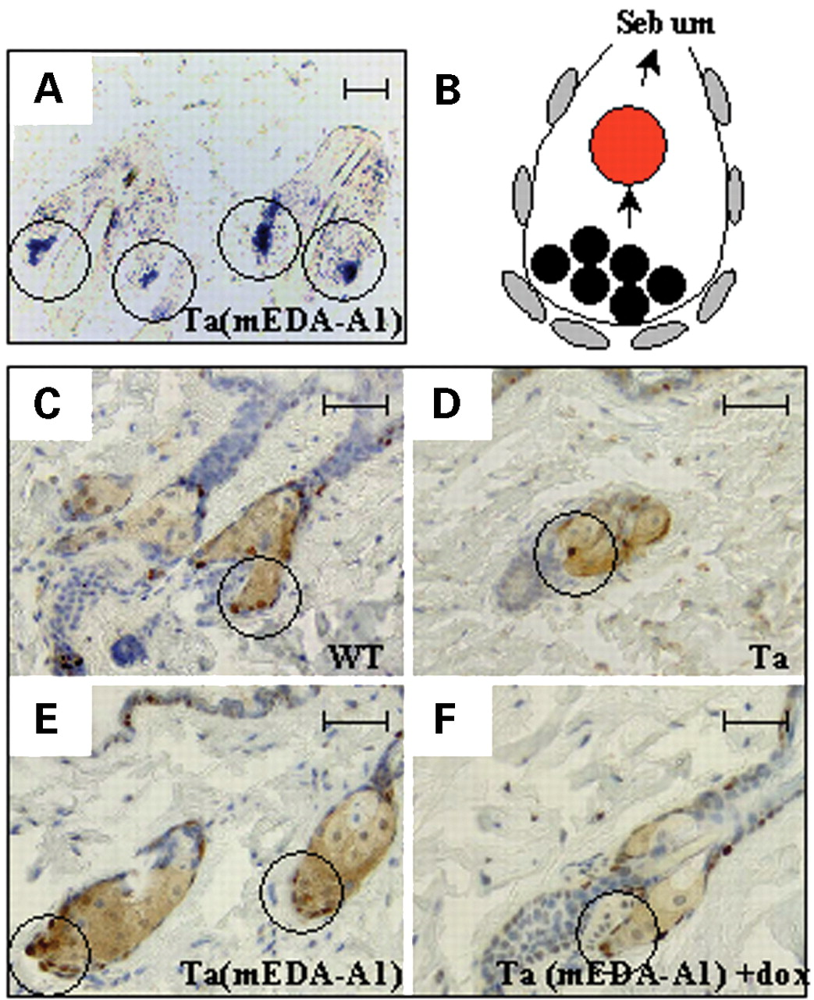 Seb um
A
B
Ta(mEDA-A1)
C
D
WT
Ta
E
F
Ta(mEDA-A1)
Ta (mEDA-A1) +dox